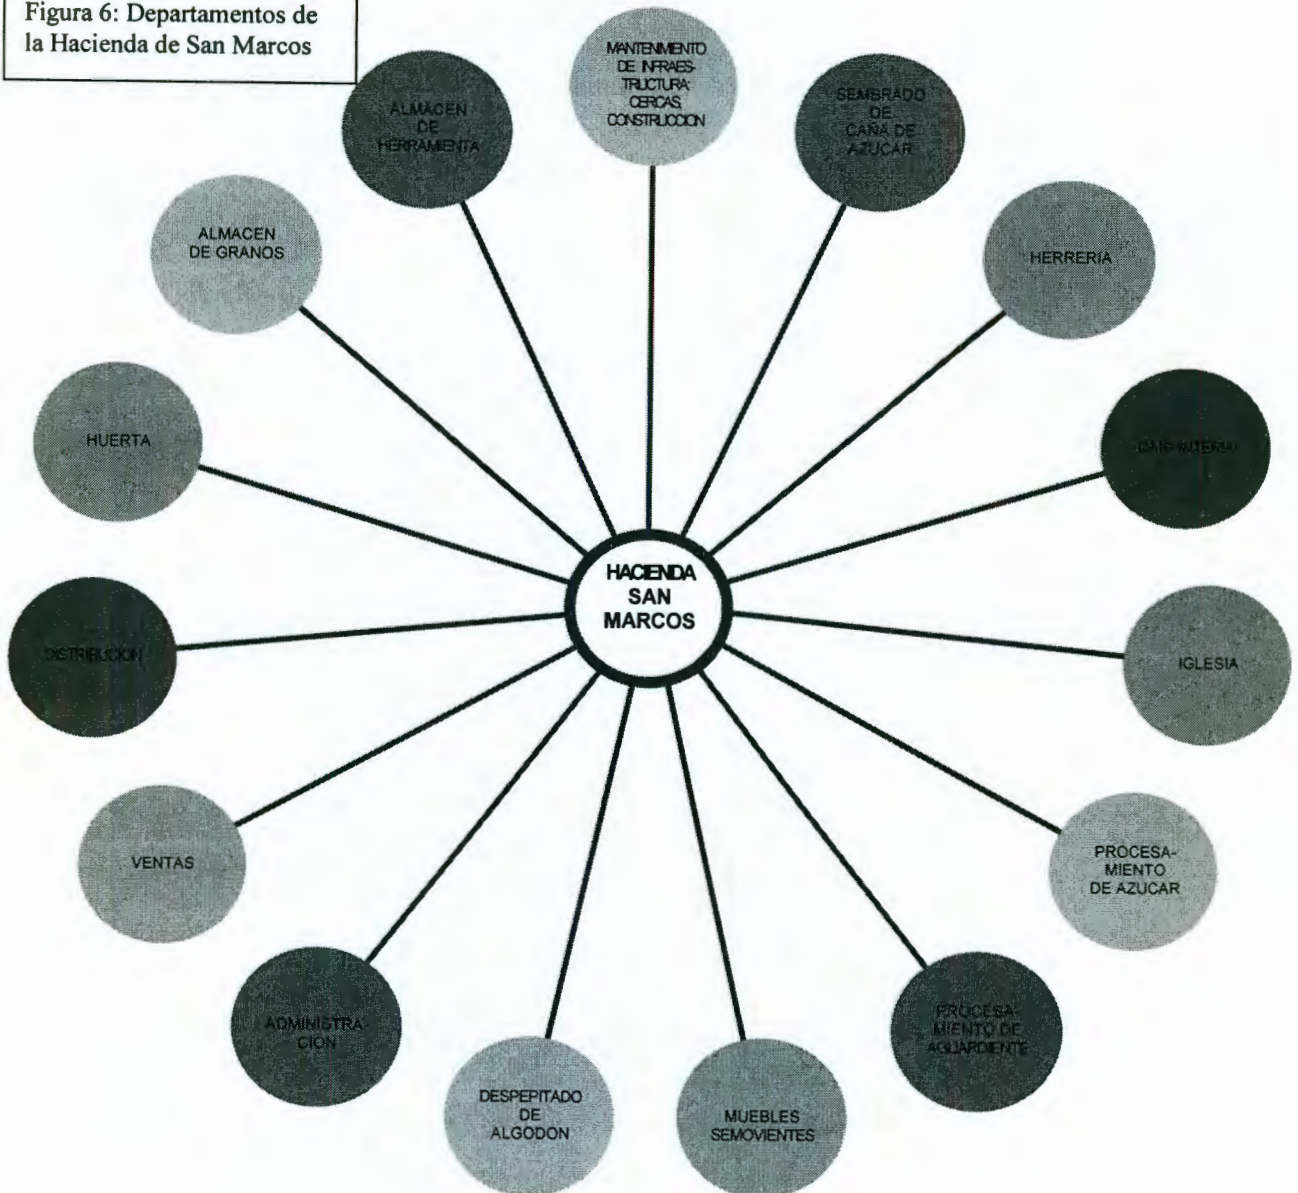 Figura 6: Departamentos de
la Hacienda de San Marcos
MANTENIMIENTO
DE INFRAES-
TRUCTURA:
CERCAS,
CONSTRUCCION
SEMBRADO
DE
CAÑA DE
AZUCAR
HERRERIA
IGLESIA
PROCESA-
MIENTO
DE AZUCAR
PROCESA-
MIENTO DE
AGUARDIENTE
MUEBLES
SEMOVIENTES
DESPEPITADO
DE
ALGODON
ADMINISTRA-
CION
VENTAS
DISTRIBUCION
HUERTA
ALMACEN
DE GRANOS
ALMACEN
DE
HERRAMIENTA
HACIENDA
SAN
MARCOS